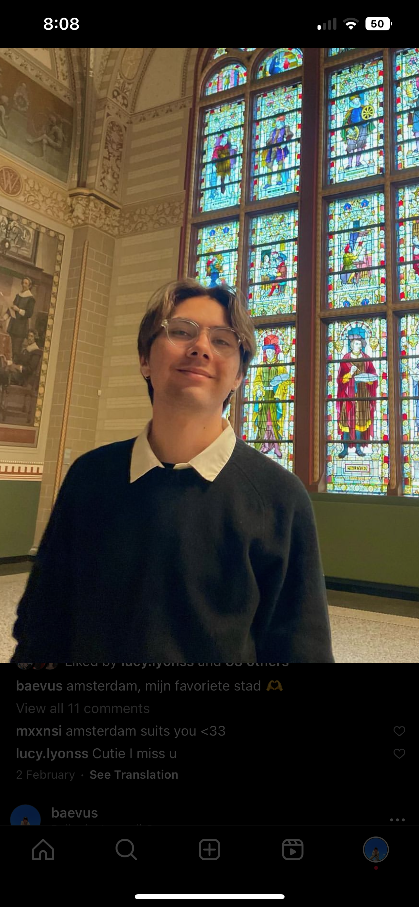 8:08
50
Liked by lucy.lyonss and 63 others
baevus amsterdam, mijn favoriete stad 🫶
View all 11 comments
mxxnsi amsterdam suits you <33
lucy.lyonss Cutie I miss u
2 February · See Translation
baevus